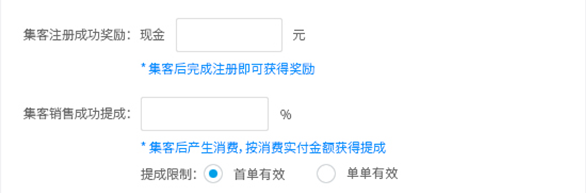 集客注册成功奖励： 现金 元
* 集客后完成注册即可获得奖励
集客销售成功提成： %
* 集客后产生消费，按消费实付金额获得提成
提成限制： 首单有效 单单有效